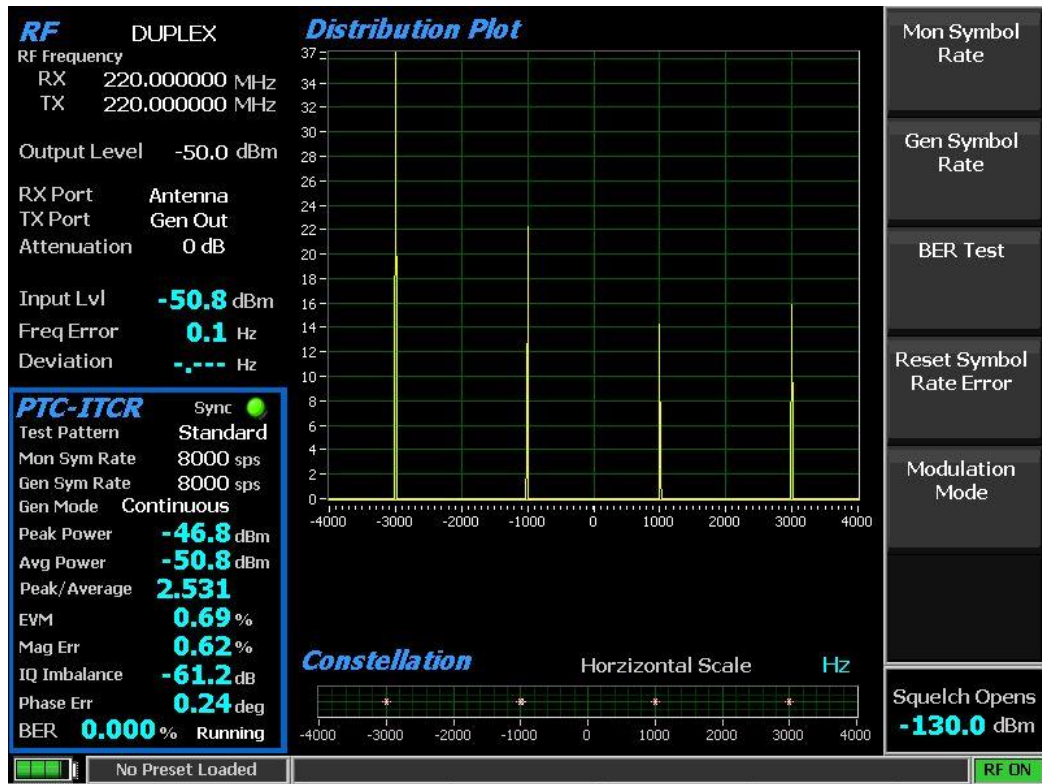 RF DUPLEX
RF Frequency
RX 220.000000 MHz
TX 220.000000 MHz
Output Level -50.0 dBm
RX Port Antenna
TX Port Gen Out
Attenuation 0 dB
Input Lvl -50.8 dBm
Freq Error 0.1 Hz
Deviation -.--- Hz
PTC-ITCR Sync
Test Pattern Standard
Mon Sym Rate 8000 sps
Gen Sym Rate 8000 sps
Gen Mode Continuous
Peak Power -46.8 dBm
Avg Power -50.8 dBm
Peak/Average 2.531
EVM 0.69 %
Mag Err 0.62 %
IQ Imbalance -61.2 dB
Phase Err 0.24 deg
BER 0.000 % Running
Distribution Plot
37
34
32
30
28
26
24
22
20
18
16
14
12
10
8
6
4
2
0
-4000 -3000 -2000 -1000 0 1000 2000 3000 4000
Constellation Horzizontal Scale Hz
-4000 -3000 -2000 -1000 0 1000 2000 3000 4000
Mon Symbol
Rate
Gen Symbol
Rate
BER Test
Reset Symbol
Rate Error
Modulation
Mode
Squelch Opens
-130.0 dBm
No Preset Loaded
RF ON